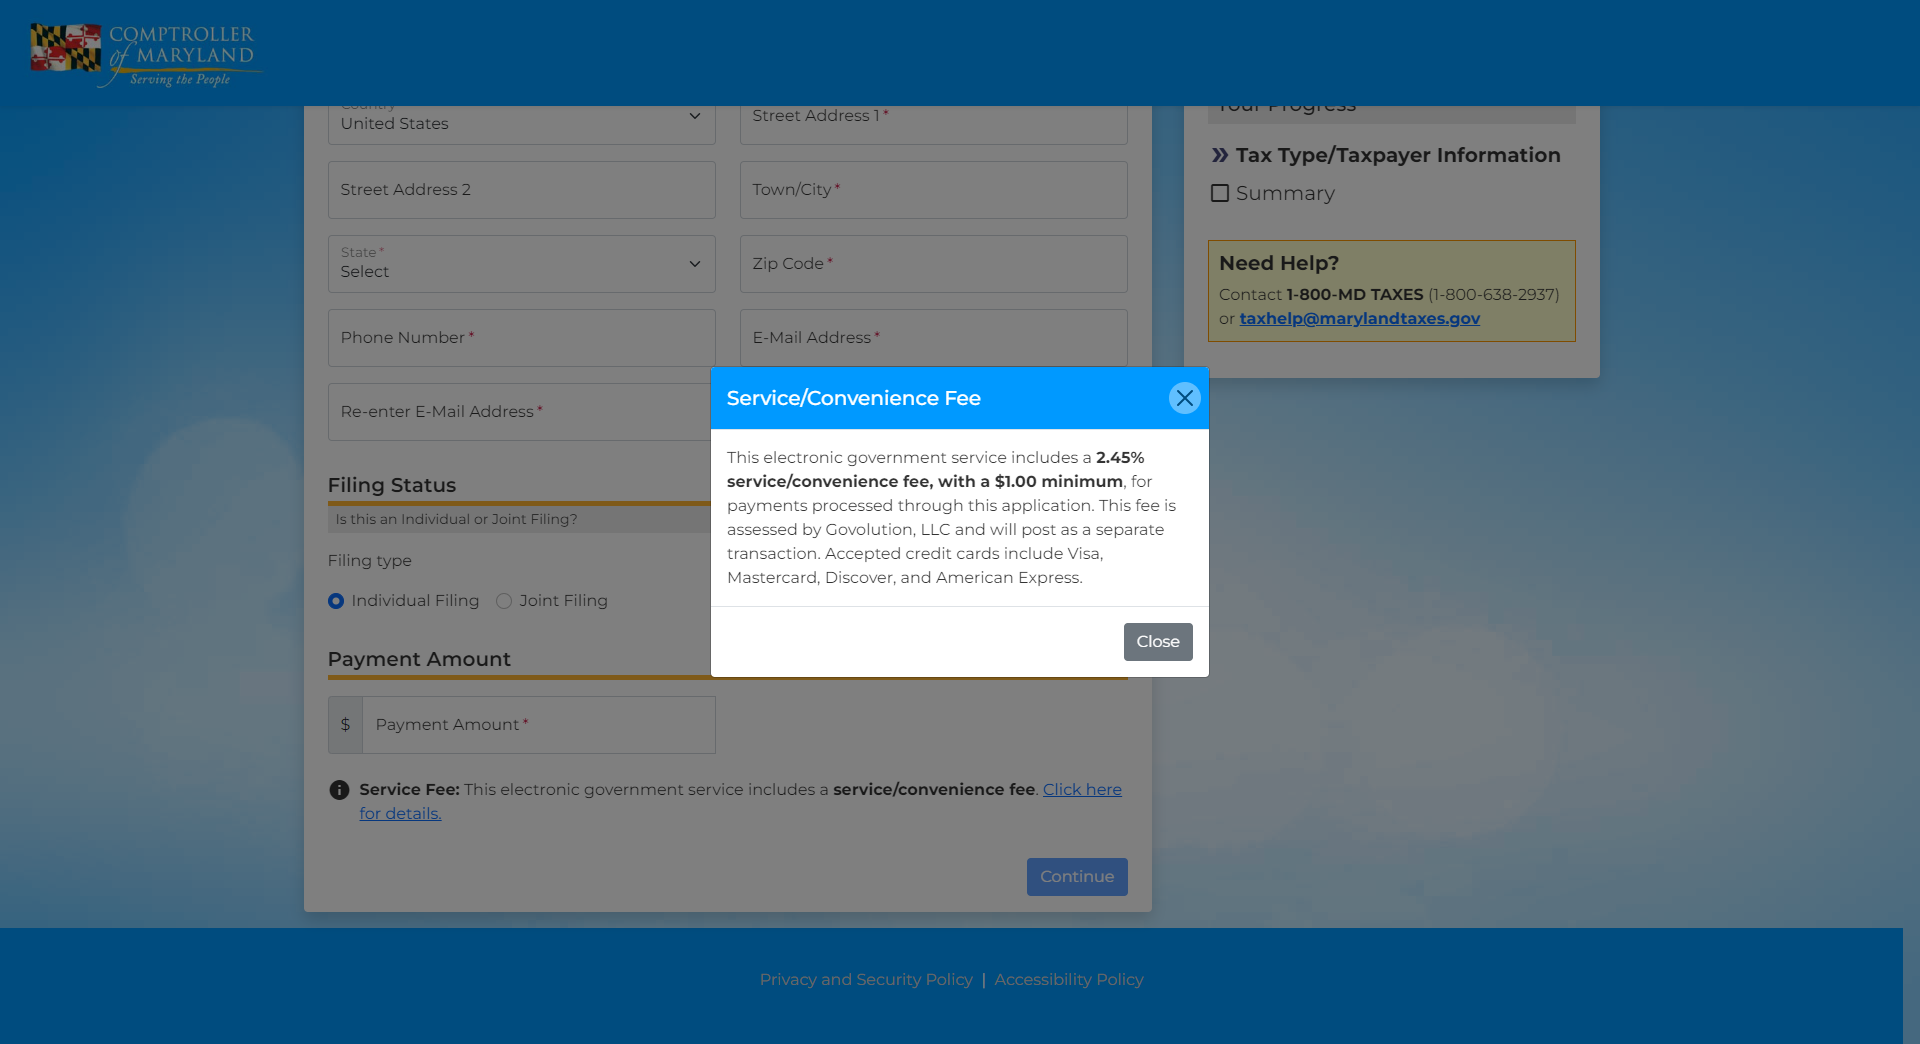 COMPTROLLER
of MARYLAND
Serving the People
Country
United States
Street Address 1 *
Street Address 2
Town/City *
State *
Select
Zip Code *
Phone Number *
E-Mail Address *
Re-enter E-Mail Address *
Filing Status
Is this an Individual or Joint Filing?
Filing type
Individual Filing
Joint Filing
Payment Amount
$
Payment Amount *
Service Fee: This electronic government service includes a service/convenience fee. Click here
for details.
Continue
Your Progress
Tax Type/Taxpayer Information
Summary
Need Help?
Contact 1-800-MD TAXES (1-800-638-2937)
or taxhelp@marylandtaxes.gov
Service/Convenience Fee
This electronic government service includes a 2.45%
service/convenience fee, with a $1.00 minimum, for
payments processed through this application. This fee is
assessed by Govolution, LLC and will post as a separate
transaction. Accepted credit cards include Visa,
Mastercard, Discover, and American Express.
Close
Privacy and Security Policy | Accessibility Policy